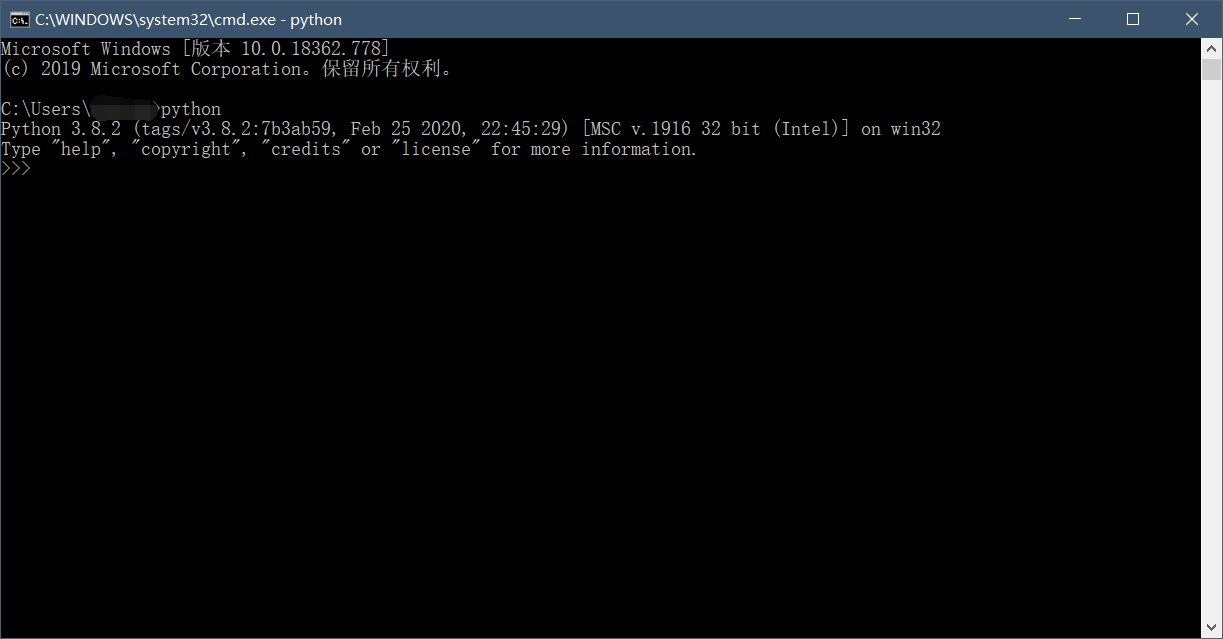 C:\WINDOWS\system32\cmd.exe - python
Microsoft Windows [版本 10.0.18362.778]
(c) 2019 Microsoft Corporation。保留所有权利。
C:\Users\ >python
Python 3.8.2 (tags/v3.8.2:7b3ab59, Feb 25 2020, 22:45:29) [MSC v.1916 32 bit (Intel)] on win32
Type "help", "copyright", "credits" or "license" for more information.
>>>